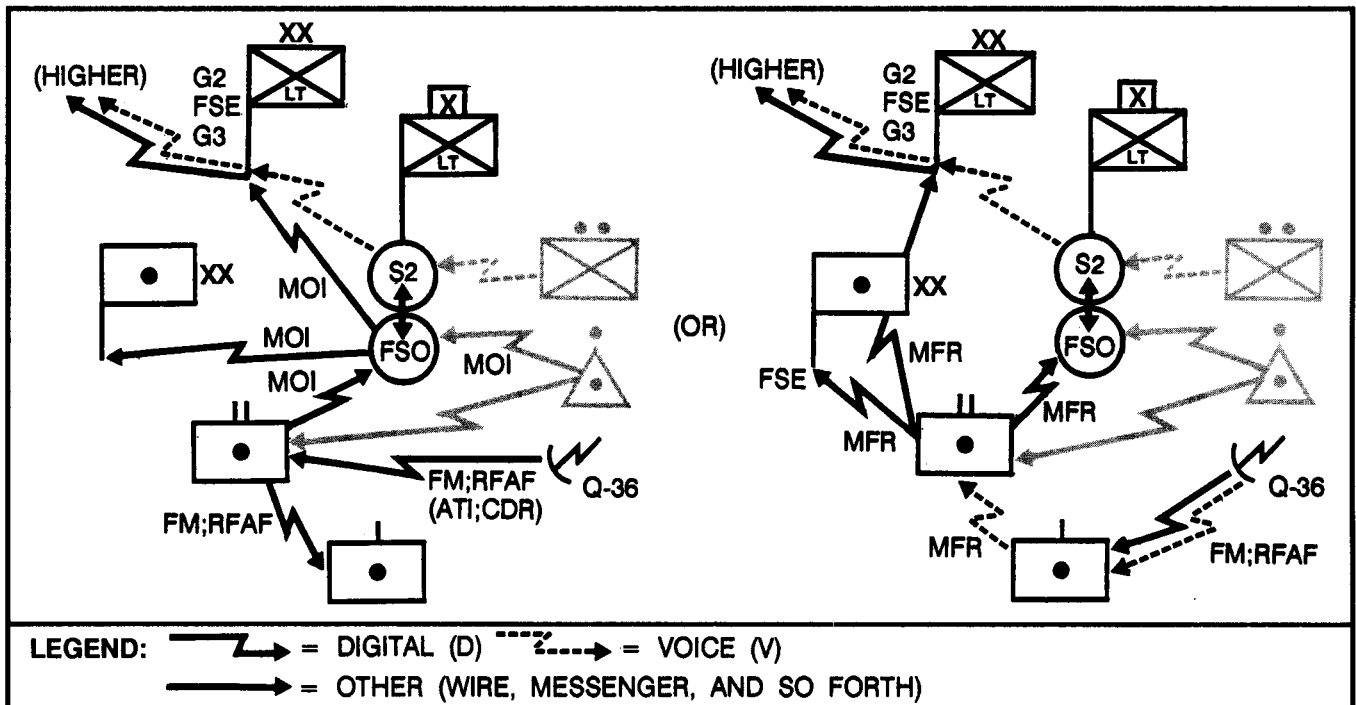 XX
(HIGHER)
G2
FSE
G3
LT
X
LT
XX
S2
FSO
MOI
MOI
MOI
MOI
II
FM;RFAF
(ATI;CDR)
Q-36
FM;RFAF
I
(OR)
XX
(HIGHER)
G2
FSE
G3
LT
X
LT
XX
S2
FSO
MFR
FSE
MFR
MFR
II
Q-36
MFR
I
FM;RFAF
LEGEND: = DIGITAL (D) = VOICE (V)
= OTHER (WIRE, MESSENGER, AND SO FORTH)